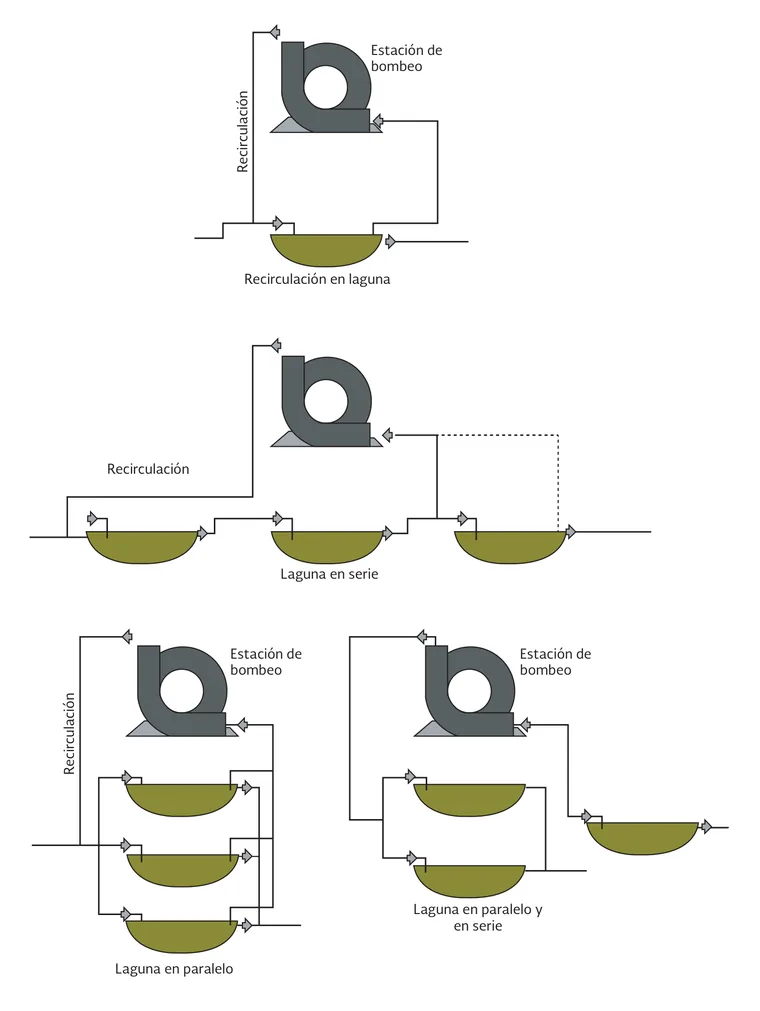 Estación de
bombeo
Recirculación
Recirculación en laguna
Recirculación
Laguna en serie
Estación de
bombeo
Recirculación
Laguna en paralelo
Estación de
bombeo
Laguna en paralelo y
en serie